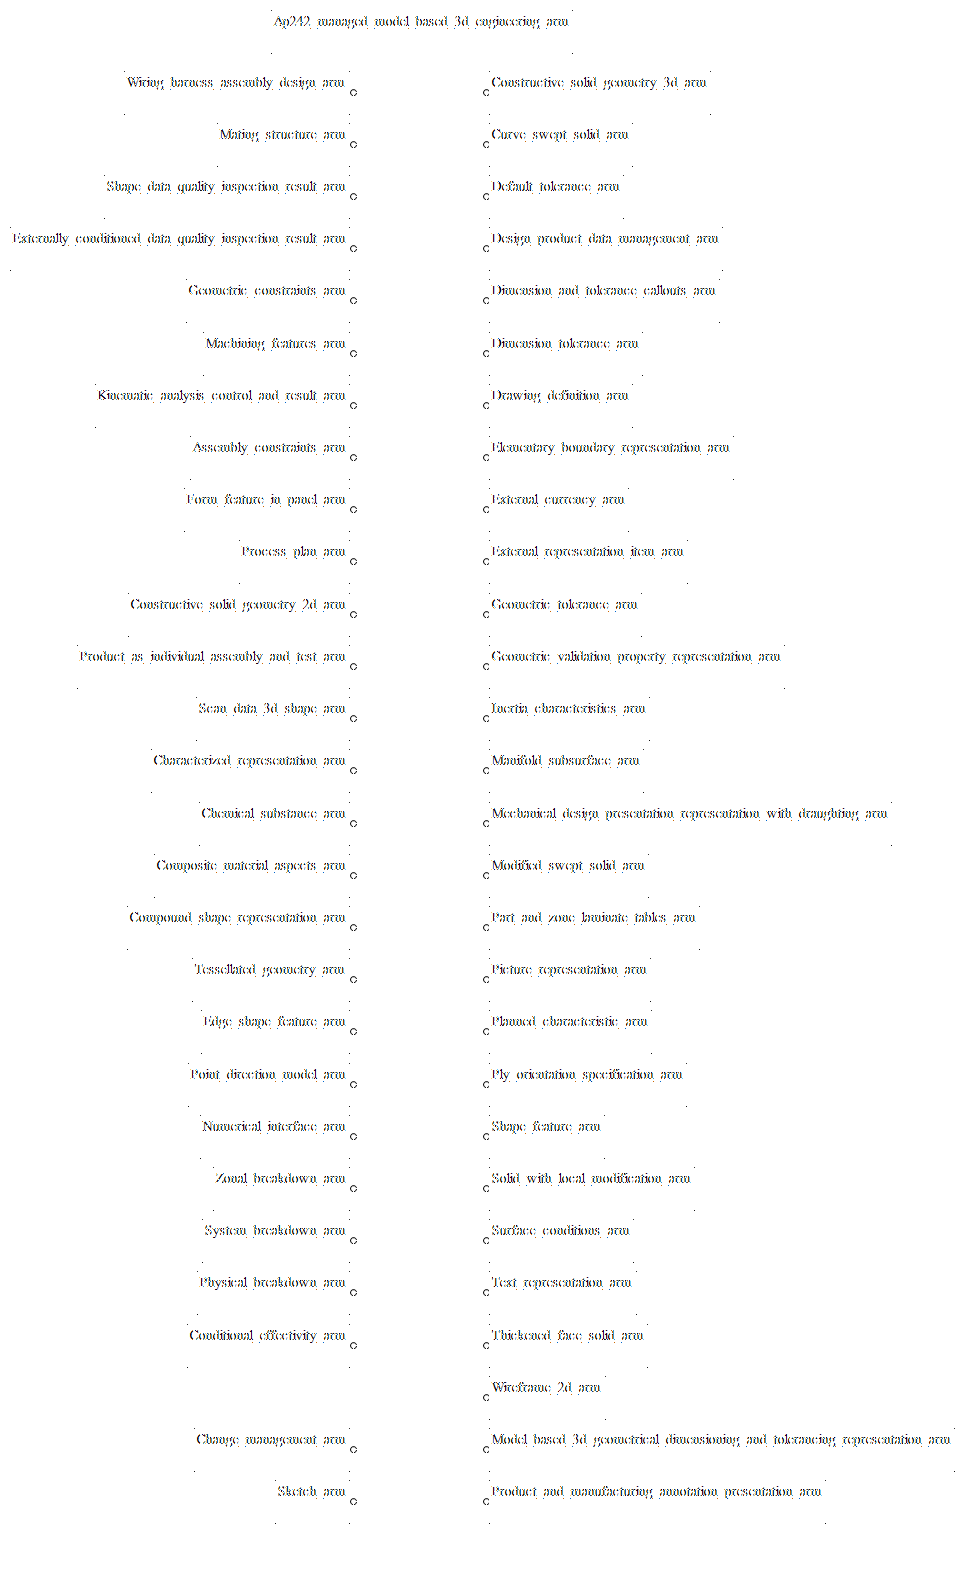 Ap242_managed_model_based_3d_engineering_arm
Wiring_harness_assembly_design_arm
Constructive_solid_geometry_3d_arm
Mating_structure_arm
Curve_swept_solid_arm
Shape_data_quality_inspection_result_arm
Default_tolerance_arm
Externally_conditioned_data_quality_inspection_result_arm
Design_product_data_management_arm
Geometric_constraints_arm
Dimension_and_tolerance_callouts_arm
Machining_features_arm
Dimension_tolerance_arm
Kinematic_analysis_control_and_result_arm
Drawing_definition_arm
Assembly_constraints_arm
Elementary_boundary_representation_arm
Form_feature_in_panel_arm
External_currency_arm
Process_plan_arm
External_representation_item_arm
Constructive_solid_geometry_2d_arm
Geometric_tolerance_arm
Product_as_individual_assembly_and_test_arm
Geometric_validation_property_representation_arm
Scan_data_3d_shape_arm
Inertia_characteristics_arm
Characterized_representation_arm
Manifold_subsurface_arm
Chemical_substance_arm
Mechanical_design_presentation_representation_with_draughting_arm
Composite_material_aspects_arm
Modified_swept_solid_arm
Compound_shape_representation_arm
Part_and_zone_laminate_tables_arm
Tessellated_geometry_arm
Picture_representation_arm
Edge_shape_feature_arm
Planned_characteristic_arm
Point_direction_model_arm
Ply_orientation_specification_arm
Numerical_interface_arm
Shape_feature_arm
Zonal_breakdown_arm
Solid_with_local_modification_arm
System_breakdown_arm
Surface_conditions_arm
Physical_breakdown_arm
Text_representation_arm
Conditional_effectivity_arm
Thickened_face_solid_arm
Wireframe_2d_arm
Change_management_arm
Model_based_3d_geometrical_dimensioning_and_tolerancing_representation_arm
Sketch_arm
Product_and_manufacturing_annotation_presentation_arm